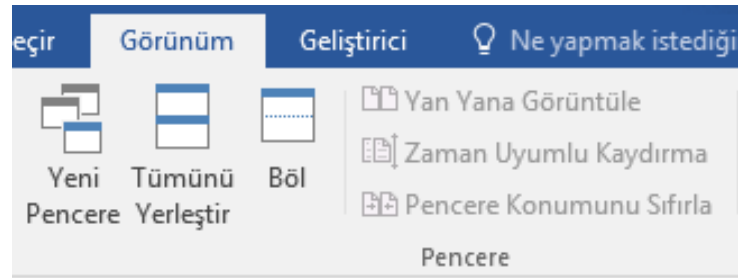 eçir Görünüm Geliştirici Ne yapmak istediği
Yeni Pencere
Tümünü Yerleştir
Böl
Yan Yana Görüntüle
Zaman Uyumlu Kaydırma
Pencere Konumunu Sıfırla
Pencere